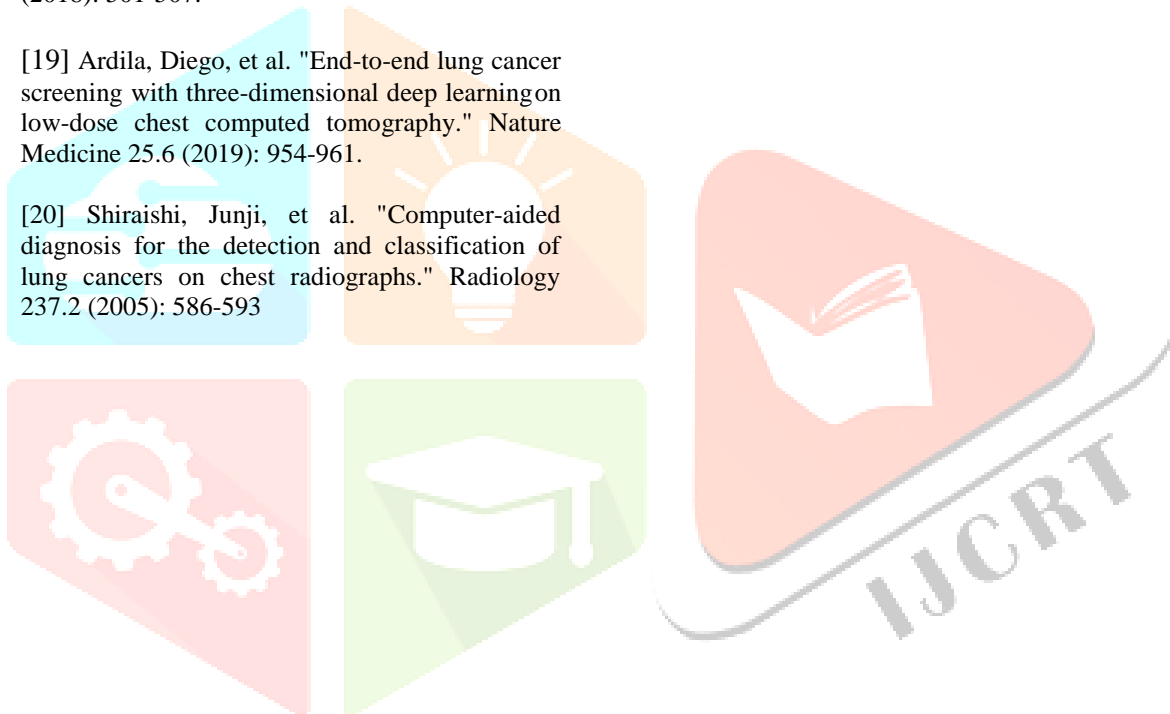 [19] Ardila, Diego, et al. "End-to-end lung cancer
screening with three-dimensional deep learningon
low-dose chest computed tomography." Nature
Medicine 25.6 (2019): 954-961.
[20] Shiraishi, Junji, et al. "Computer-aided
diagnosis for the detection and classification of
lung cancers on chest radiographs." Radiology
237.2 (2005): 586-593
IJCRT